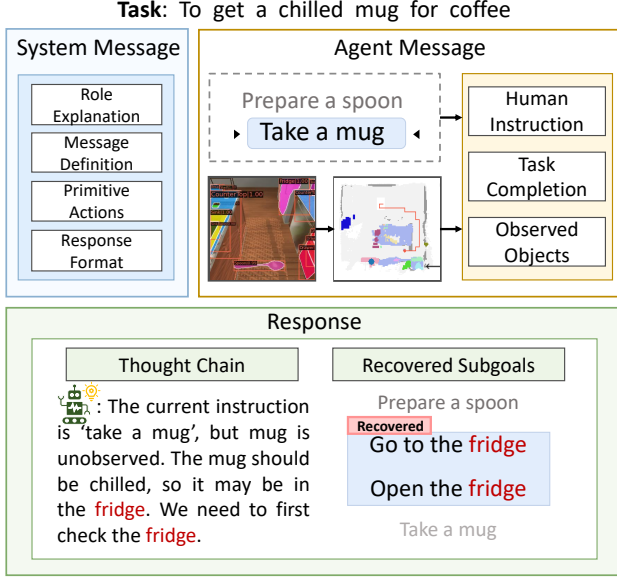 Task: To get a chilled mug for coffee
System Message
Role
Explanation
Message
Definition
Primitive
Actions
Response
Format
Agent Message
Prepare a spoon
Take a mug
Human
Instruction
Task
Completion
Observed
Objects
CounterTop|1.00
Response
Thought Chain
: The current instruction
is ‘take a mug’, but mug is
unobserved. The mug should
be chilled, so it may be in
the fridge. We need to first
check the fridge.
Recovered Subgoals
Prepare a spoon
Recovered
Go to the fridge
Open the fridge
Take a mug